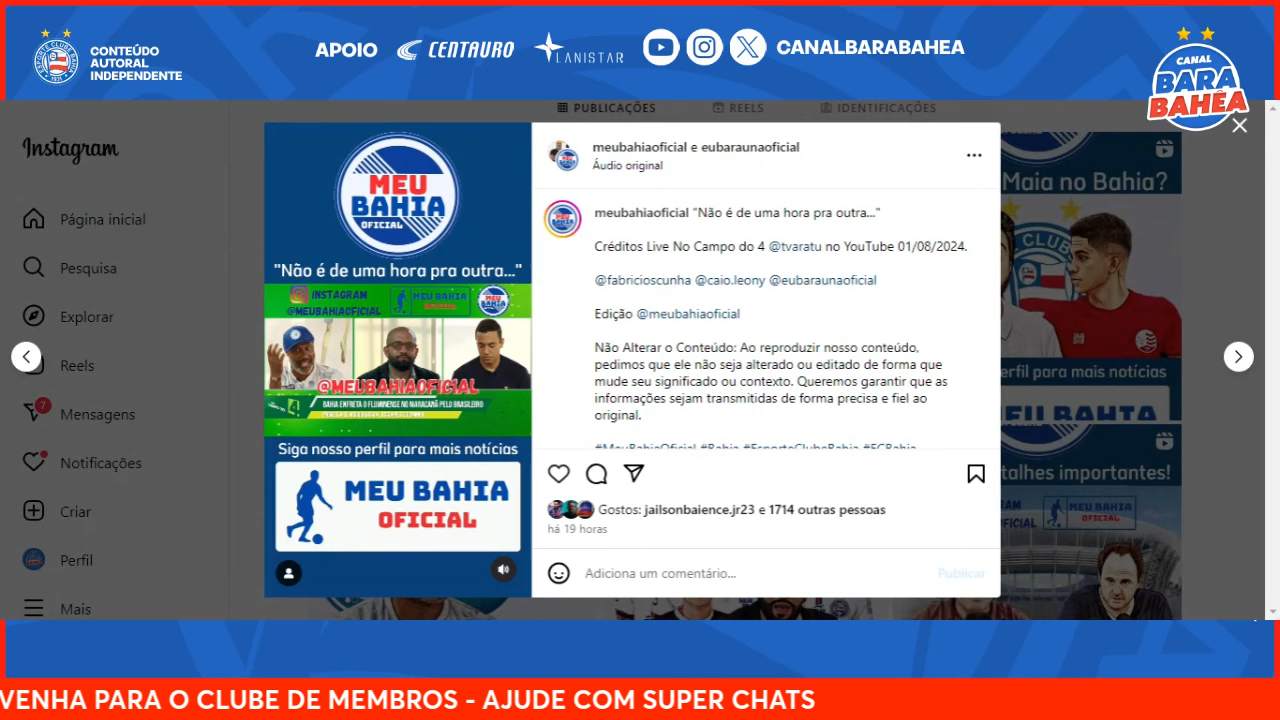 CONTEÚDO
AUTORAL
INDEPENDENTE
APOIO
CENTAURO
LANISTAR
CANALBARABAHEA
CANAL
BARA
BAHÊA
PUBLICAÇÕES
REELS
IDENTIFICAÇÕES
Instagram
Página inicial
Pesquisa
Explorar
Reels
7
Mensagens
Notificações
Criar
Perfil
Mais
MEU
BAHIA
OFICIAL
"Não é de uma hora pra outra..."
INSTAGRAM
@MEUBAHIAOFICIAL
MEU BAHIA
OFICIAL
@MEUBAHIAOFICIAL
BAHIA ENFRETA O FLUMINENSE NO MARACANÃ PELO BRASILEIRO
Siga nosso perfil para mais notícias
MEU BAHIA
OFICIAL
meubahiaoficial e eubaraunaoficial
Áudio original
meubahiaoficial "Não é de uma hora pra outra..."
Créditos Live No Campo do 4 @tvaratu no YouTube 01/08/2024.
@fabricioscunha @caio.leony @eubaraunaoficial
Edição @meubahiaoficial
Não Alterar o Conteúdo: Ao reproduzir nosso conteúdo,
pedimos que ele não seja alterado ou editado de forma que
mude seu significado ou contexto. Queremos garantir que as
informações sejam transmitidas de forma precisa e fiel ao
original.
#MeuBahiaOficial #Bahia #EsporteClubeBahia #ECBahia
Gostos: jailsonbaience.jr23 e 1714 outras pessoas
há 19 horas
Adiciona um comentário...
Publicar
Maia no Bahia?
para mais notícias
talhes importantes!
MEU BAHIA
OFICIAL
VENHA PARA O CLUBE DE MEMBROS - AJUDE COM SUPER CHATS